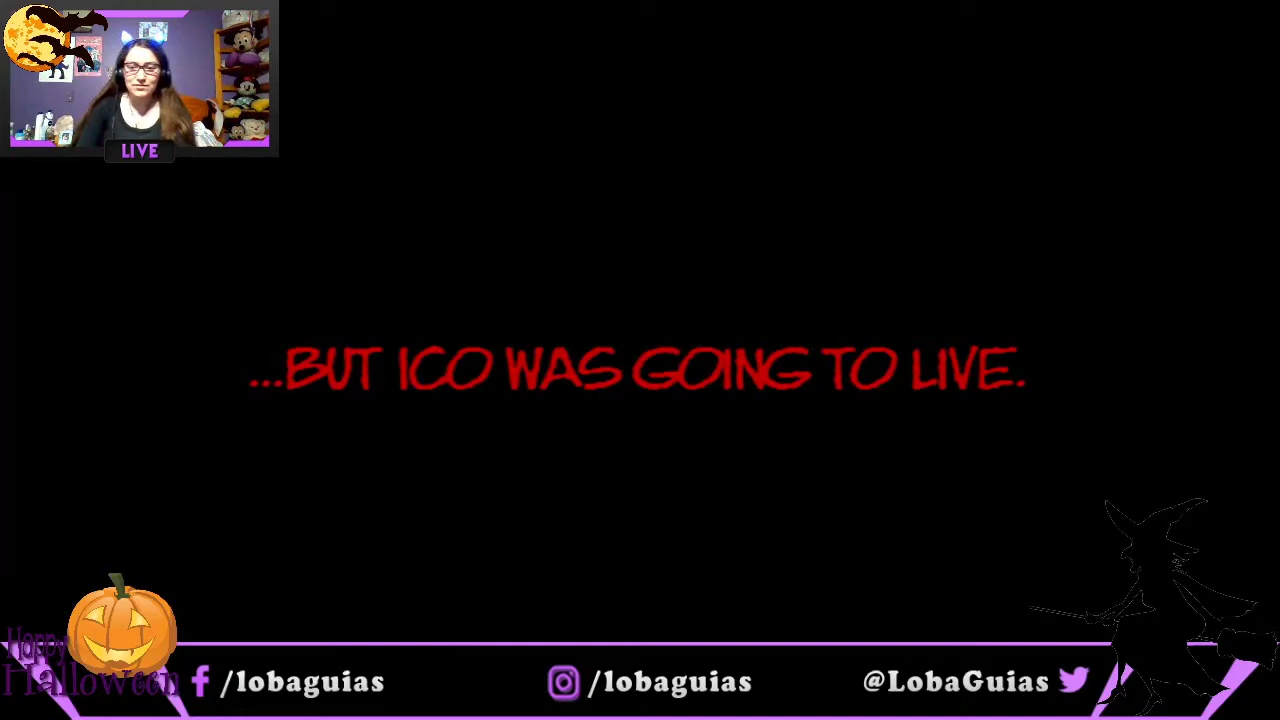 LIVE
...BUT ICO WAS GOING TO LIVE.
Happy
Halloween
/lobaguias
/lobaguias
@LobaGuias